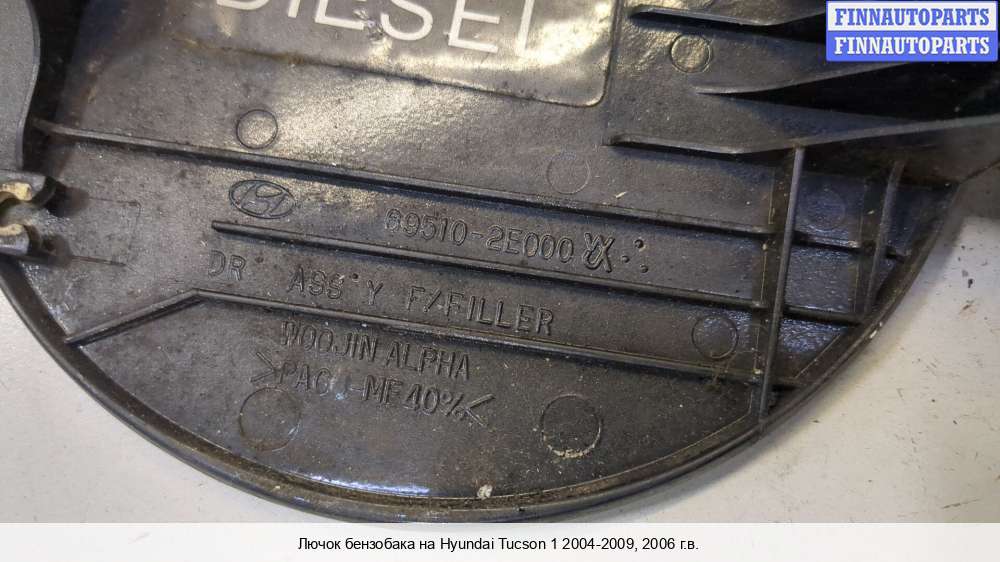 DIESEL
FINNAUTOPARTS
FINNAUTOPARTS
69510-2E000
DR ASS'Y F/FILLER
WOOJIN ALPHA
>PA6 -MF40%<
Лючок бензобака на Hyundai Tucson 1 2004-2009, 2006 г.в.